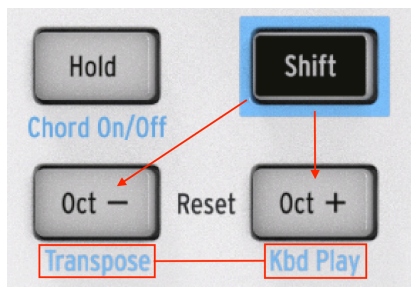 Hold Shift
Chord On/Off
Oct − Reset Oct +
Transpose Kbd Play